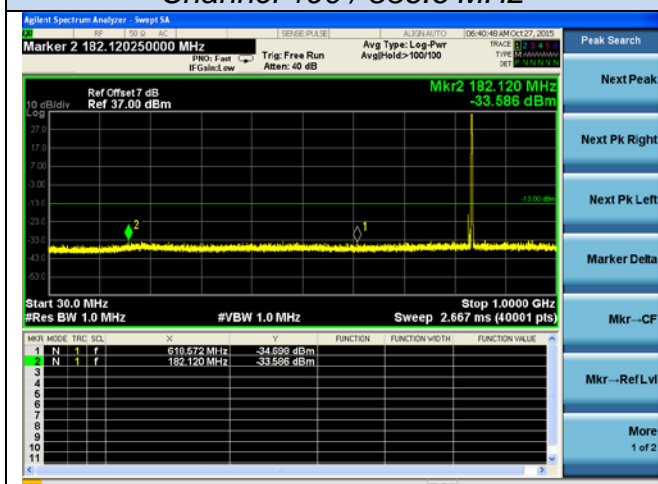 Agilent Spectrum Analyzer - Swept SA
RF 50 Ω AC SENSE:PULSE ALIGN AUTO 06:40:48 AM Oct 27, 2015
Marker 2 182.120250000 MHz
PNO: Fast
IFGain:Low
Trig: Free Run
Atten: 40 dB
Avg Type: Log-Pwr
Avg|Hold:>100/100
TRACE 1 2 3 4 5 6
TYPE M
DET P N N N N N
Ref Offset 7 dB
10 dB/div Ref 37.00 dBm
Log
Mkr2 182.120 MHz
-33.586 dBm
27.0
17.0
7.00
-3.00
-13.0
-13.00 dBm
-23.0
2
1
-33.0
-43.0
-53.0
Start 30.0 MHz Stop 1.0000 GHz
#Res BW 1.0 MHz #VBW 1.0 MHz Sweep 2.667 ms (40001 pts)
MKR MODE TRC SCL X Y FUNCTION FUNCTION WIDTH FUNCTION VALUE
1 N 1 f 618.572 MHz -34.698 dBm
2 N 1 f 182.120 MHz -33.586 dBm
3
4
5
6
7
8
9
10
11
Peak Search
Next Peak
Next Pk Right
Next Pk Left
Marker Delta
Mkr→CF
Mkr→Ref Lvl
More
1 of 2